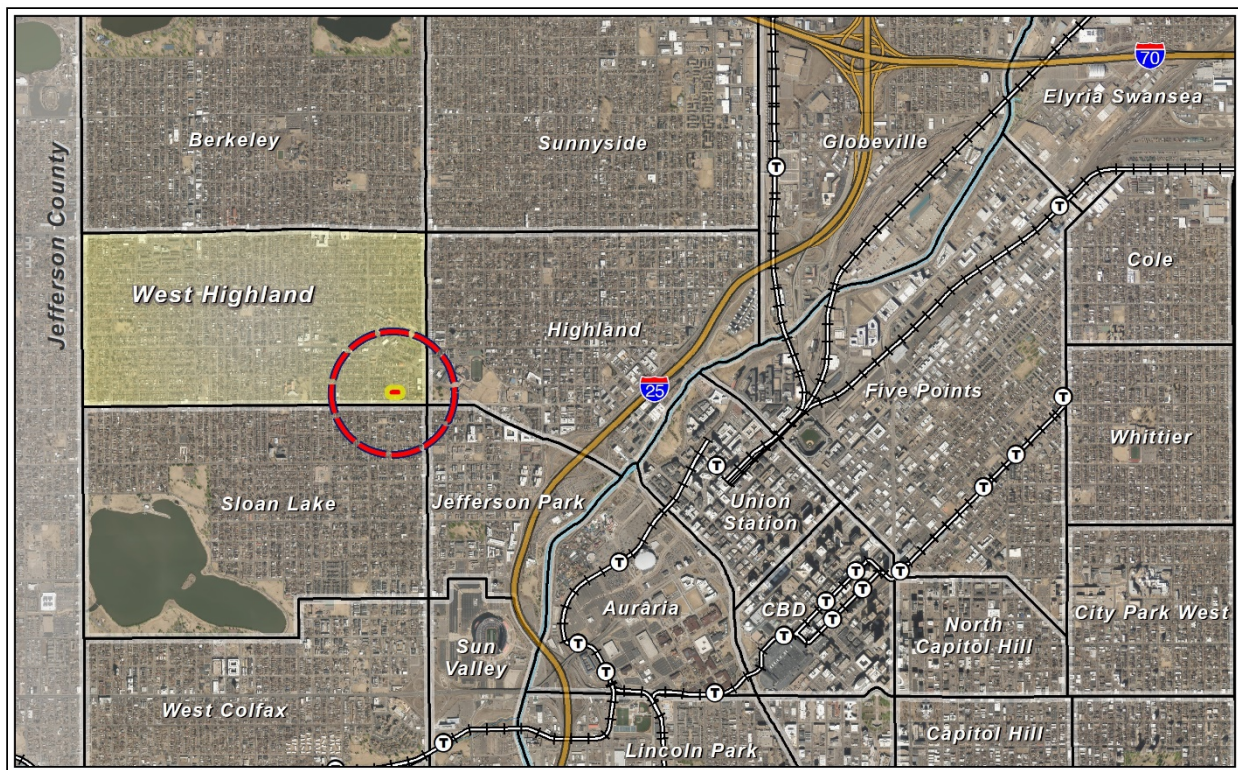 70
Elyria Swansea
Berkeley
Sunnyside
Globeville
Jefferson County
Cole
West Highland
Highland
25
Five Points
Whittier
Sloan Lake
Jefferson Park
Union
Station
T
T
T
T
T
T
T
Auraria
CBD
T
T
T
T
T
T
North
Capitol Hill
City Park West
Sun
Valley
T
T
T
West Colfax
T
T
Lincoln Park
Capitol Hill